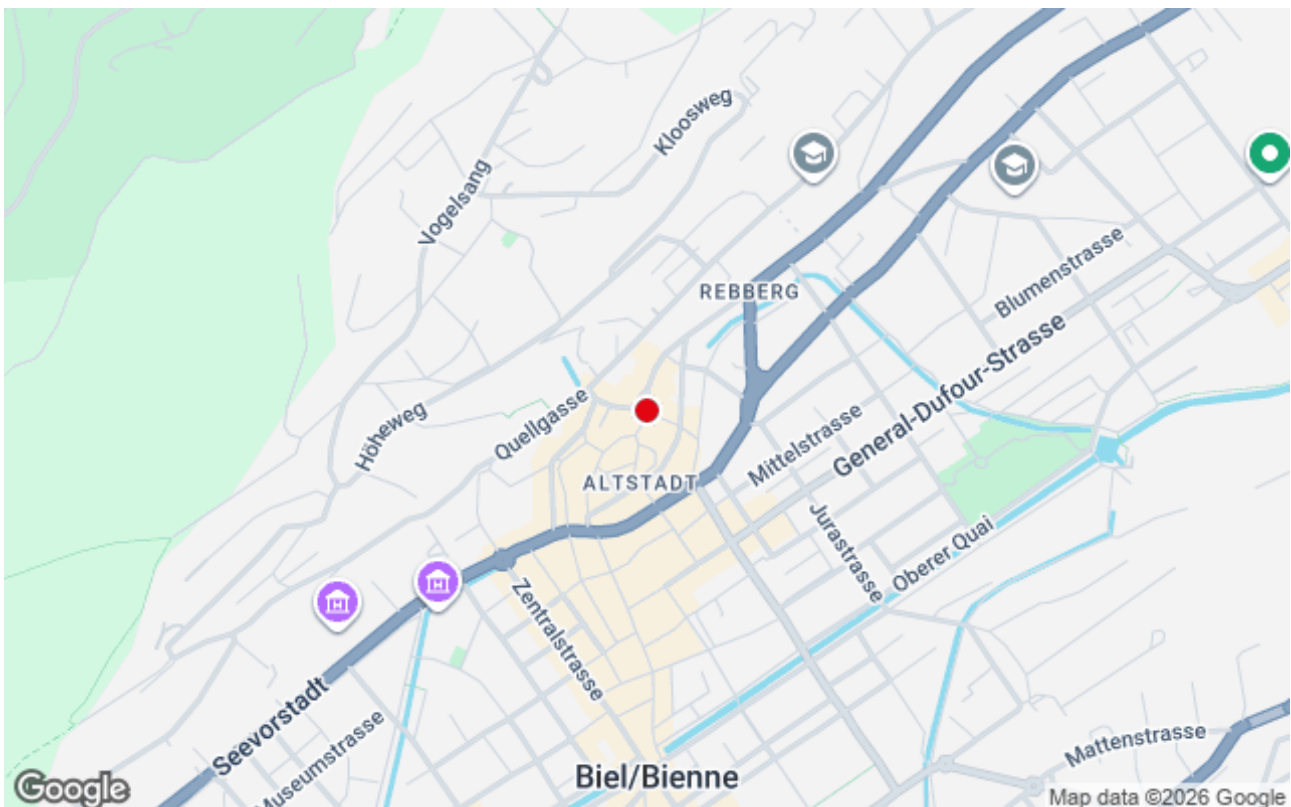 Kloosweg
Vogelsang
REBBERG
Blumenstrasse
General-Dufour-Strasse
Höheweg
Quellgasse
Mittelstrasse
ALTSTADT
Jurastrasse
Oberer Quai
Zentralstrasse
Seevorstadt
Museumstrasse
Mattenstrasse
Biel/Bienne
Google
Map data ©2026 Google